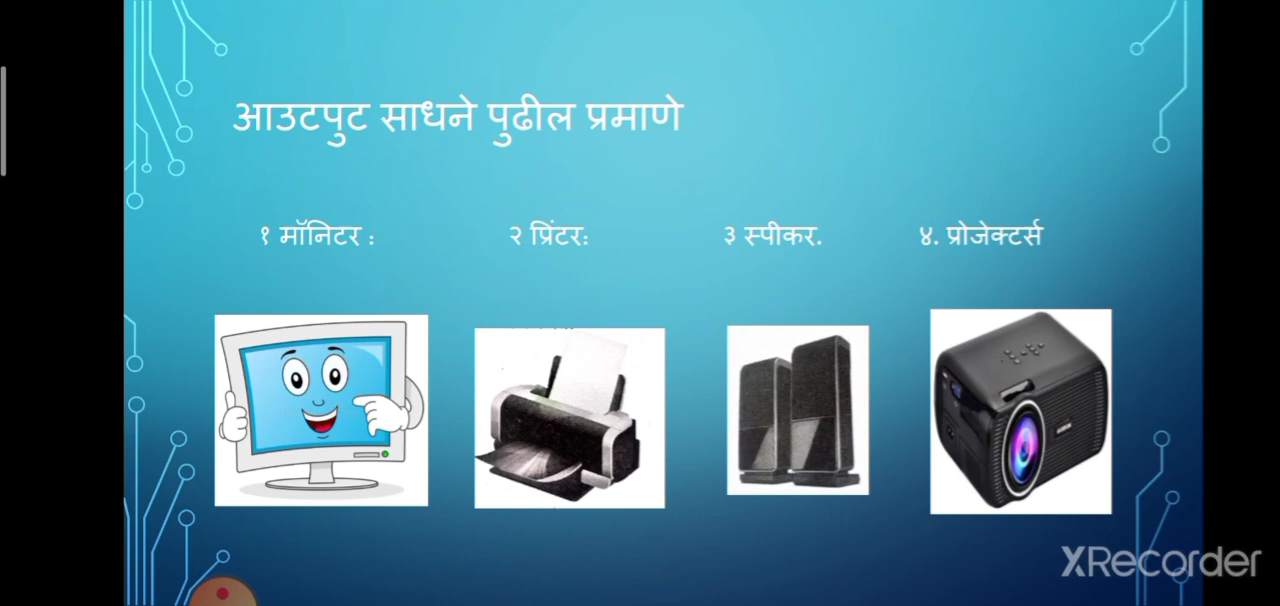 आउटपुट साधने पुढील प्रमाणे
१ मॉनिटर :
२ प्रिंटर:
३ स्पीकर.
४. प्रोजेक्टर्स
XRecorder